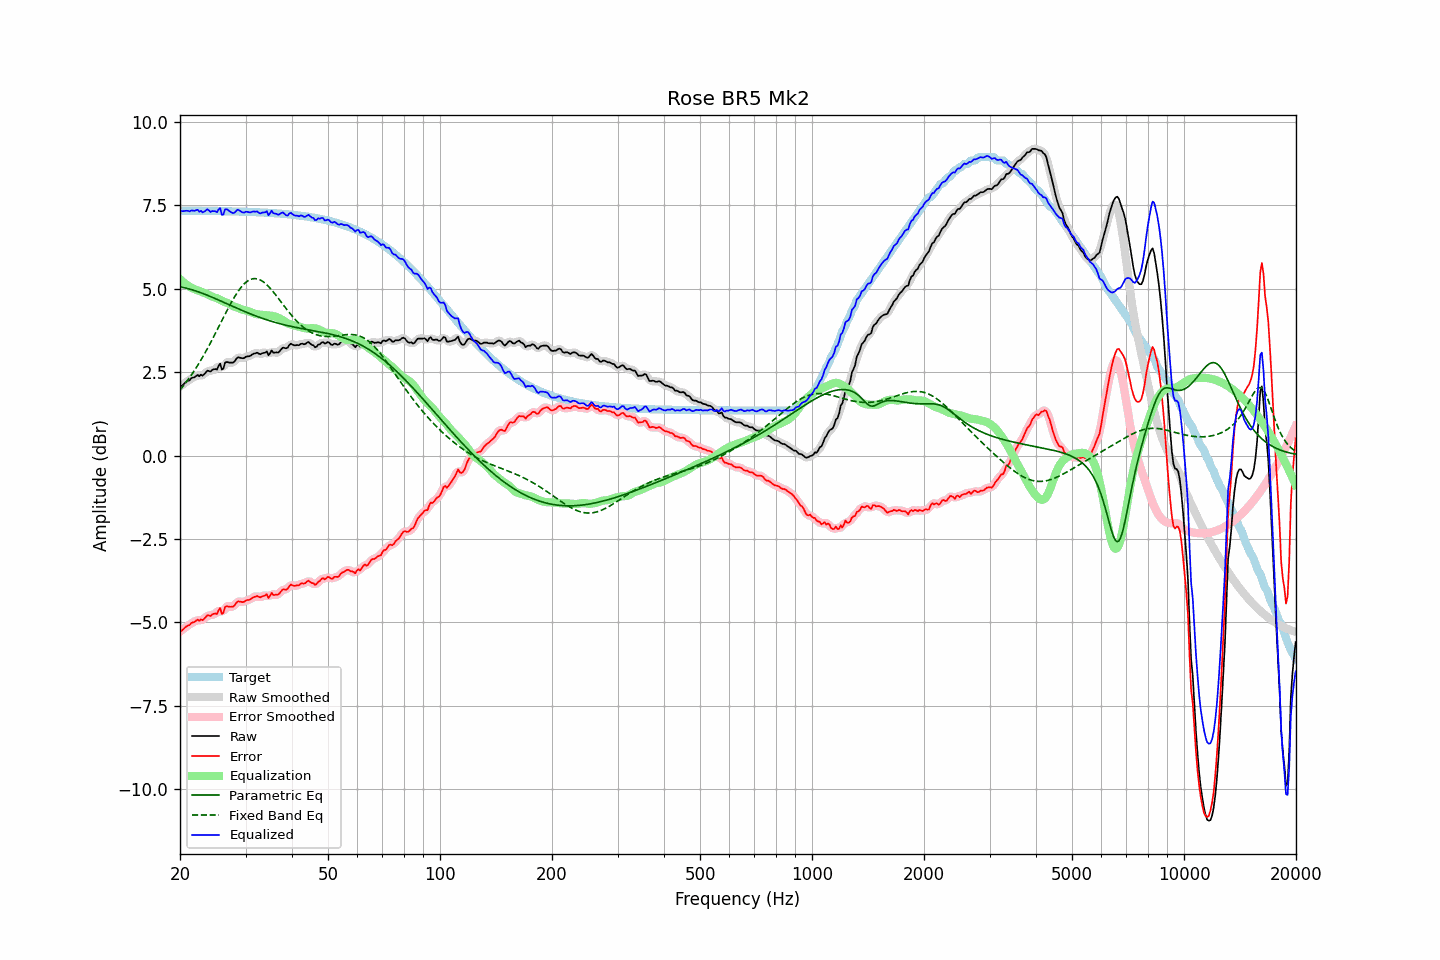 Rose BR5 Mk2
10.0
7.5
5.0
2.5
0.0
−2.5
−5.0
−7.5
−10.0
Amplitude (dBr)
Target
Raw Smoothed
Error Smoothed
Raw
Error
Equalization
Parametric Eq
Fixed Band Eq
Equalized
20
50
100
200
500
1000
2000
5000
10000
20000
Frequency (Hz)